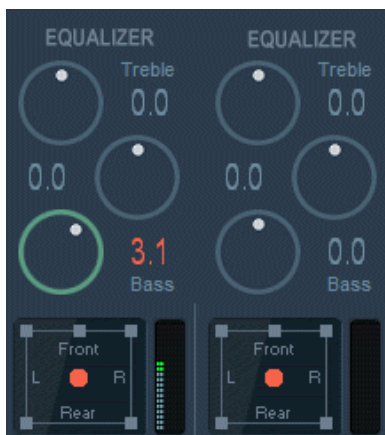 EQUALIZER
Treble
0.0
0.0
3.1
Bass
Front
L R
Rear
EQUALIZER
Treble
0.0
0.0
0.0
Bass
Front
L R
Rear